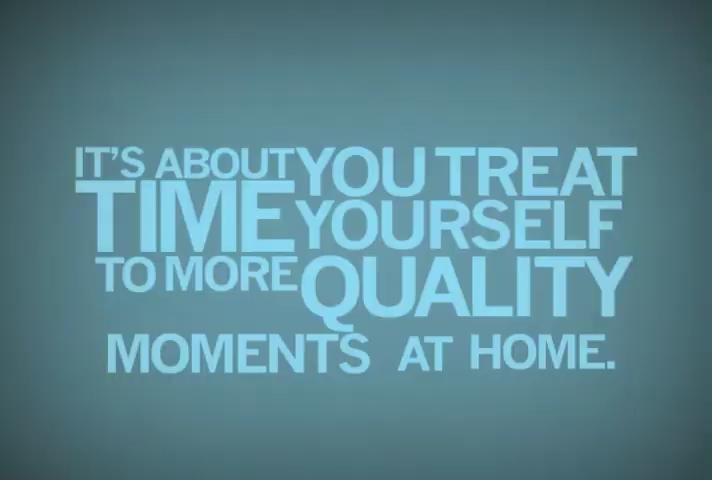 IT'S ABOUT
TIME
YOU TREAT
YOURSELF
TO MORE
QUALITY
MOMENTS AT HOME.